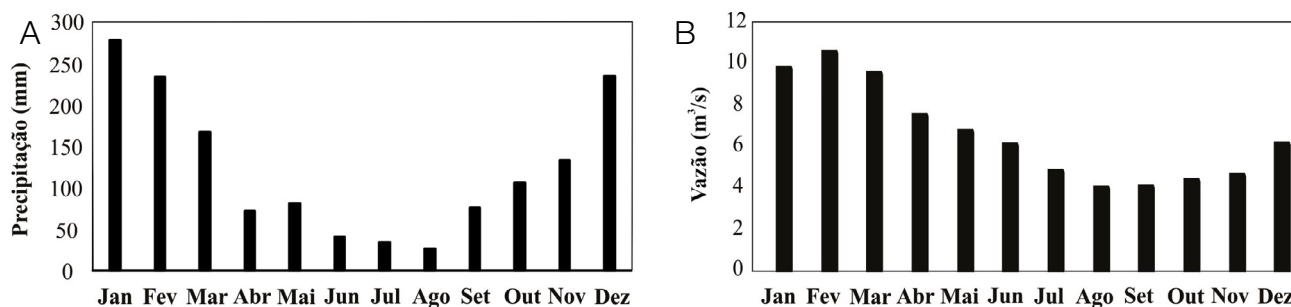 A
Precipitação (mm)
300
250
200
150
100
50
0
Jan Fev Mar Abr Mai Jun Jul Ago Set Out Nov Dez
B
Vazão (m³/s)
12
10
8
6
4
2
0
Jan Fev Mar Abr Mai Jun Jul Ago Set Out Nov Dez